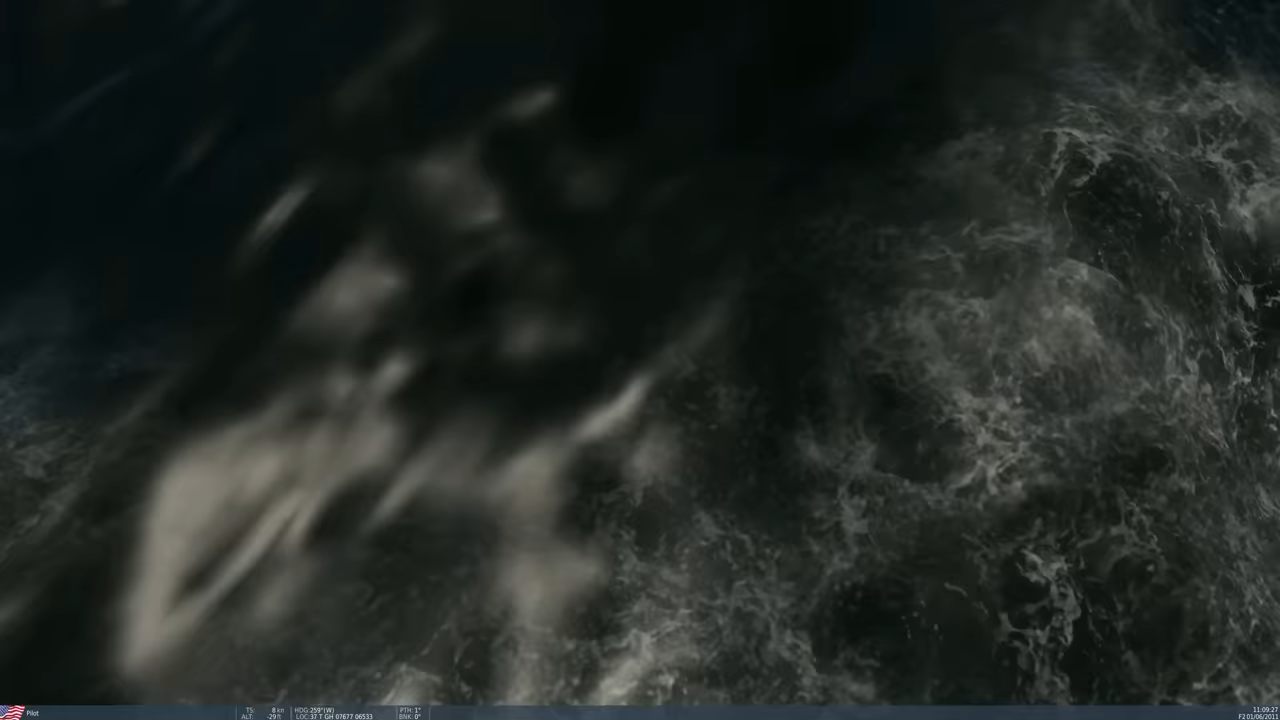 Pilot
TS: 8 kn
ALT: -29 ft
HDG:259°(W)
LOC:37 T GH 07677 06533
PTH: 1°
BNK: 0°
11:09:27
F2 01/06/2011